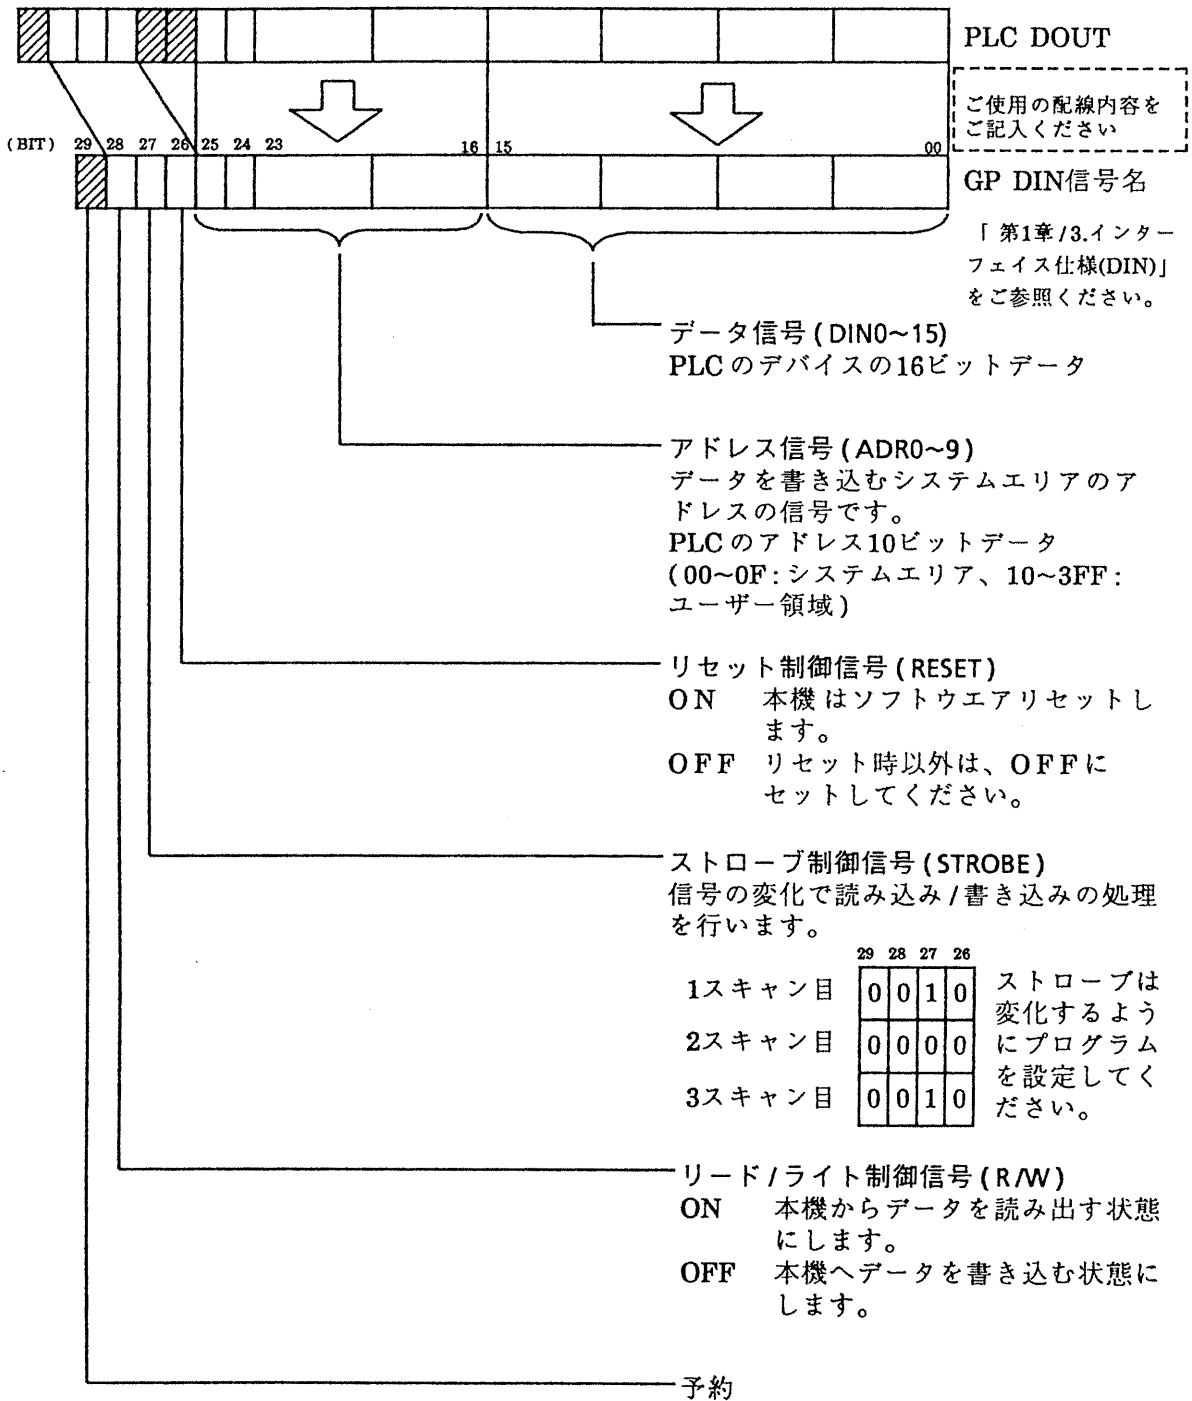 PLC DOUT
ご使用の配線内容を
ご記入ください
(BIT) 29 28 27 26 25 24 23 16 15 00
GP DIN信号名
「第1章/3.インター
フェイス仕様(DIN)」
をご参照ください。
データ信号(DIN0~15)
PLCのデバイスの16ビットデータ
アドレス信号(ADR0~9)
データを書き込むシステムエリアのア
ドレスの信号です。
PLCのアドレス10ビットデータ
(00~0F:システムエリア、10~3FF:
ユーザー領域)
リセット制御信号(RESET)
ON 本機はソフトウエアリセットし
ます。
OFF リセット時以外は、OFFに
セットしてください。
ストローブ制御信号(STROBE)
信号の変化で読み込み/書き込みの処理
を行います。
29 28 27 26
1スキャン目 0 0 1 0
2スキャン目 0 0 0 0
3スキャン目 0 0 1 0
ストローブは
変化するよう
にプログラム
を設定してく
ださい。
リード/ライト制御信号(R/W)
ON 本機からデータを読み出す状態
にします。
OFF 本機へデータを書き込む状態に
します。
予約